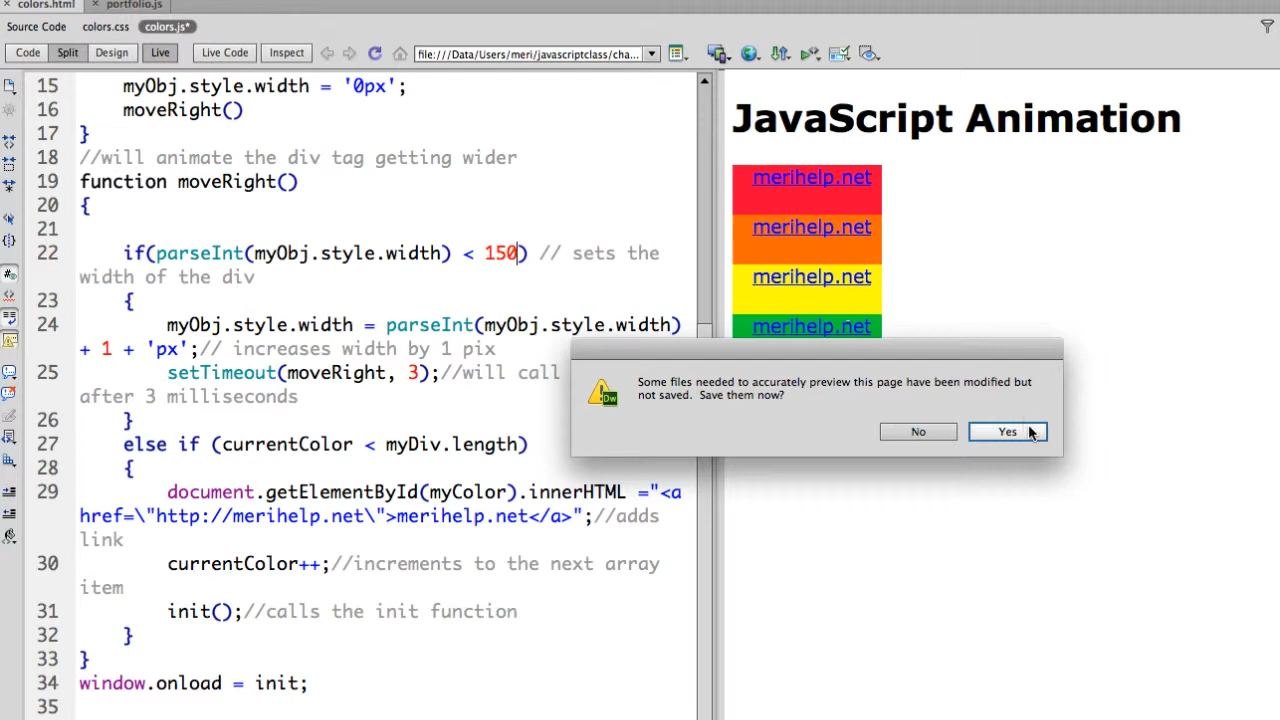 colors.html portfolio.js
Source Code colors.css colors.js*
Code Split Design Live Live Code Inspect file:///Data/Users/meri/javascriptclass/cha...
15 myObj.style.width = '0px';
16 moveRight()
17 }
18 //will animate the div tag getting wider
19 function moveRight()
20 {
21
22 if(parseInt(myObj.style.width) < 150) // sets the
width of the div
23 {
24 myObj.style.width = parseInt(myObj.style.width)
+ 1 + 'px';// increases width by 1 pix
25 setTimeout(moveRight, 3);//will call
after 3 milliseconds
26 }
27 else if (currentColor < myDiv.length)
28 {
29 document.getElementById(myColor).innerHTML ="<a
href=\"http://merihelp.net\">merihelp.net</a>";//adds
link
30 currentColor++;//increments to the next array
item
31 init();//calls the init function
32 }
33 }
34 window.onload = init;
35
JavaScript Animation
merihelp.net
merihelp.net
merihelp.net
merihelp.net
Some files needed to accurately preview this page have been modified but
not saved. Save them now?
Dw
No Yes